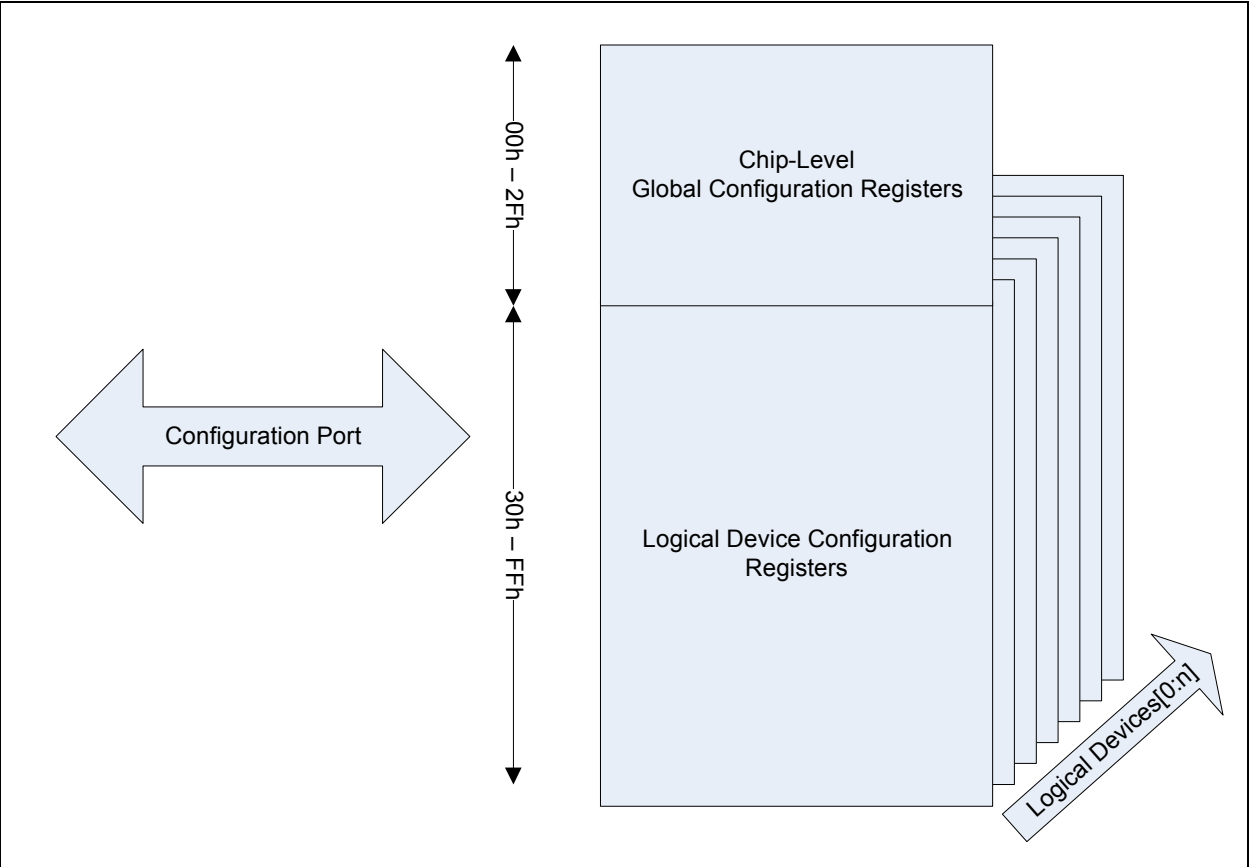 00h – 2Fh
Chip-Level
Global Configuration Registers
Configuration Port
30h – FFh
Logical Device Configuration
Registers
Logical Devices[0:n]